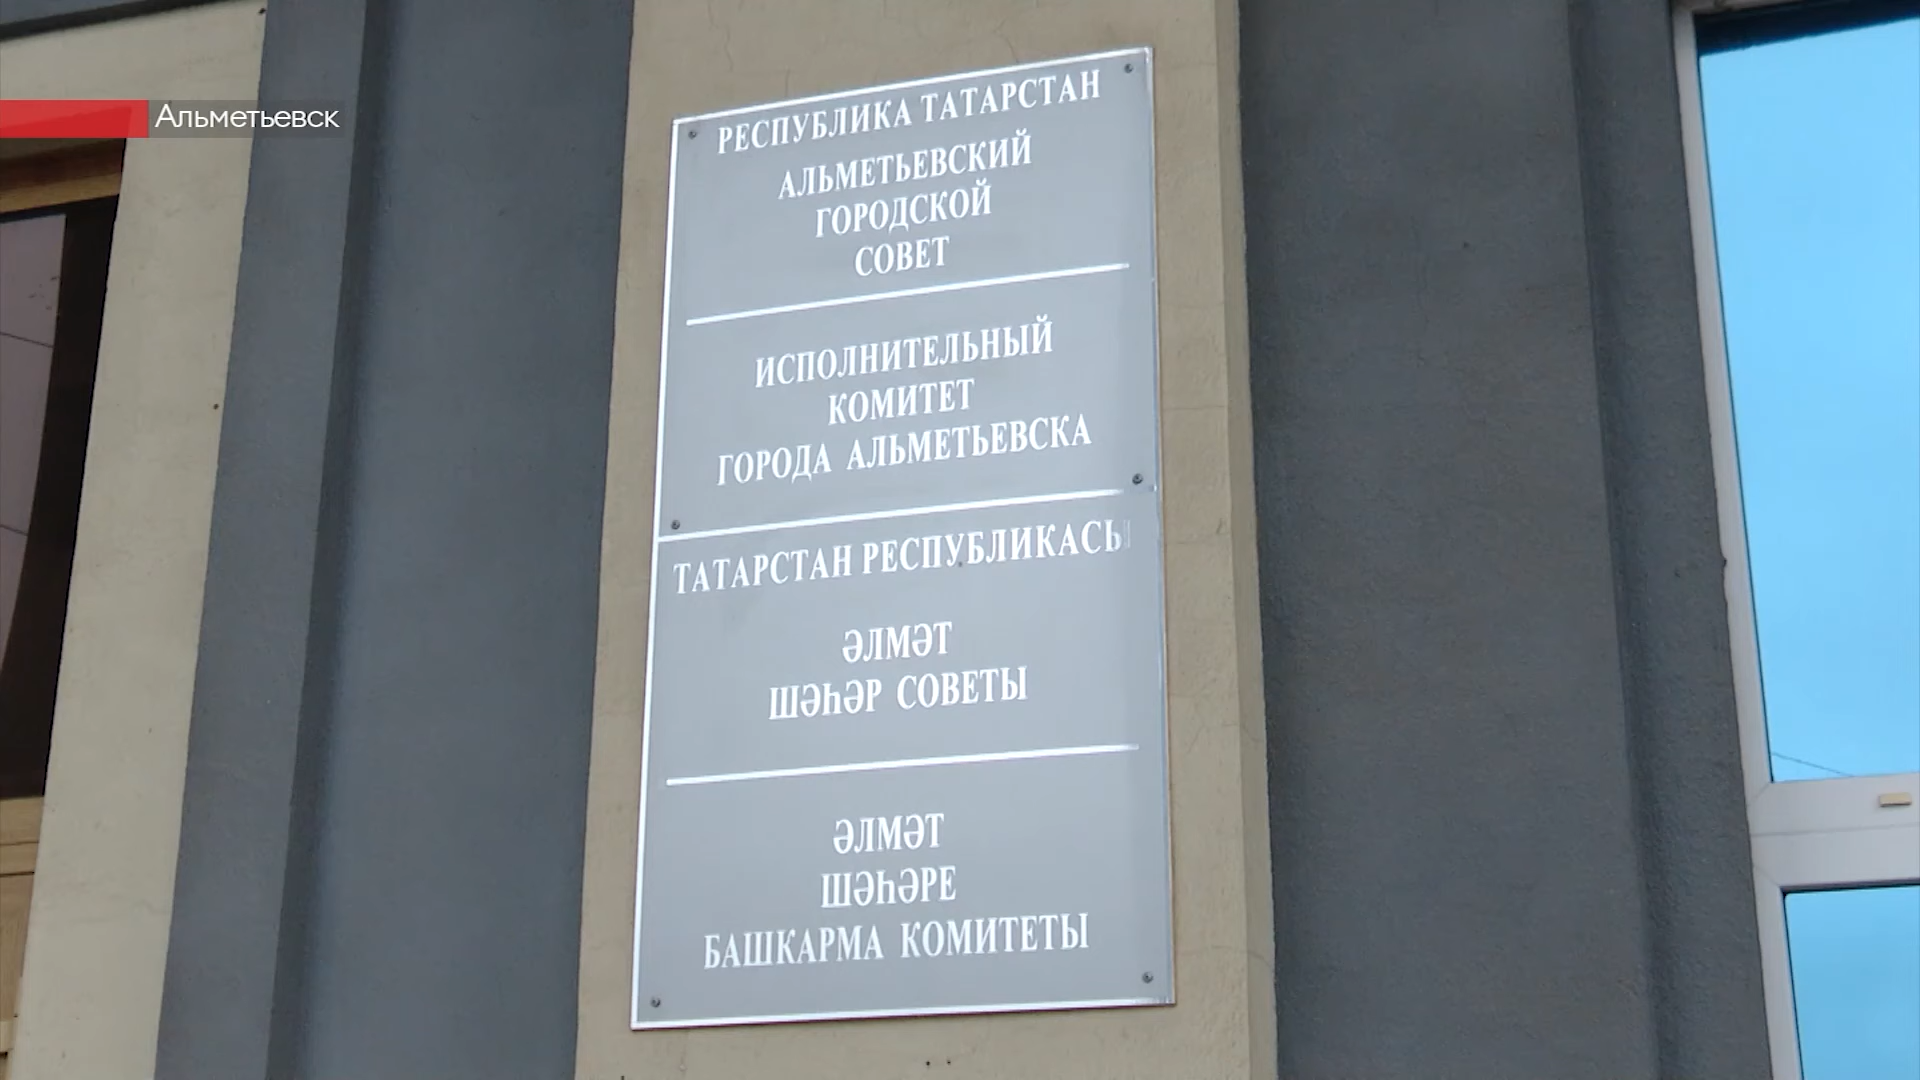 Альметьевск
РЕСПУБЛИКА ТАТАРСТАН
АЛЬМЕТЬЕВСКИЙ
ГОРОДСКОЙ
СОВЕТ
ИСПОЛНИТЕЛЬНЫЙ
КОМИТЕТ
ГОРОДА АЛЬМЕТЬЕВСКА
ТАТАРСТАН РЕСПУБЛИКАСЫ
ӘЛМӘТ
ШӘҺӘР СОВЕТЫ
ӘЛМӘТ
ШӘҺӘРЕ
БАШКАРМА КОМИТЕТЫ